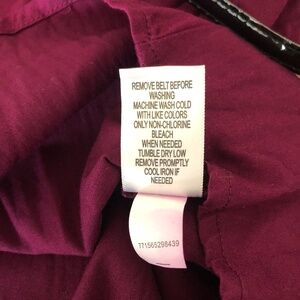 REMOVE BELT BEFORE
WASHING
MACHINE WASH COLD
WITH LIKE COLORS
ONLY NON-CHLORINE
BLEACH
WHEN NEEDED
TUMBLE DRY LOW
REMOVE PROMPTLY
COOL IRON IF
NEEDED
771565298439